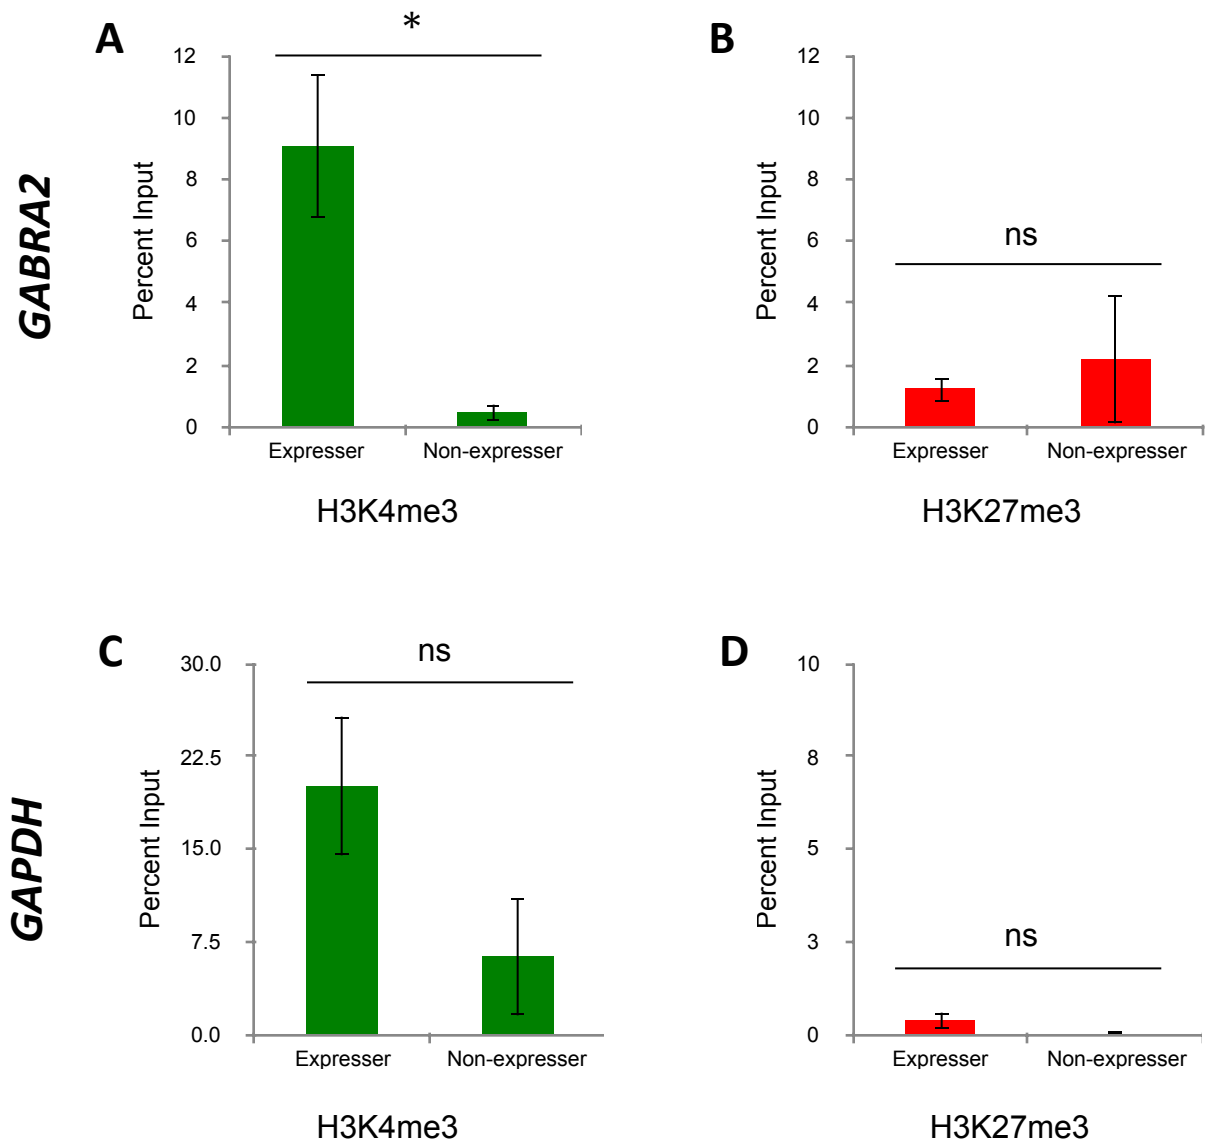 A
*
12
10
8
6
4
2
0
Percent Input
Expresser Non-expresser
H3K4me3
GABRA2
B
ns
12
10
8
6
4
2
0
Percent Input
Expresser Non-expresser
H3K27me3
C
ns
30.0
22.5
15.0
7.5
0.0
Percent Input
Expresser Non-expresser
H3K4me3
GAPDH
D
ns
10
8
5
3
0
Percent Input
Expresser Non-expresser
H3K27me3